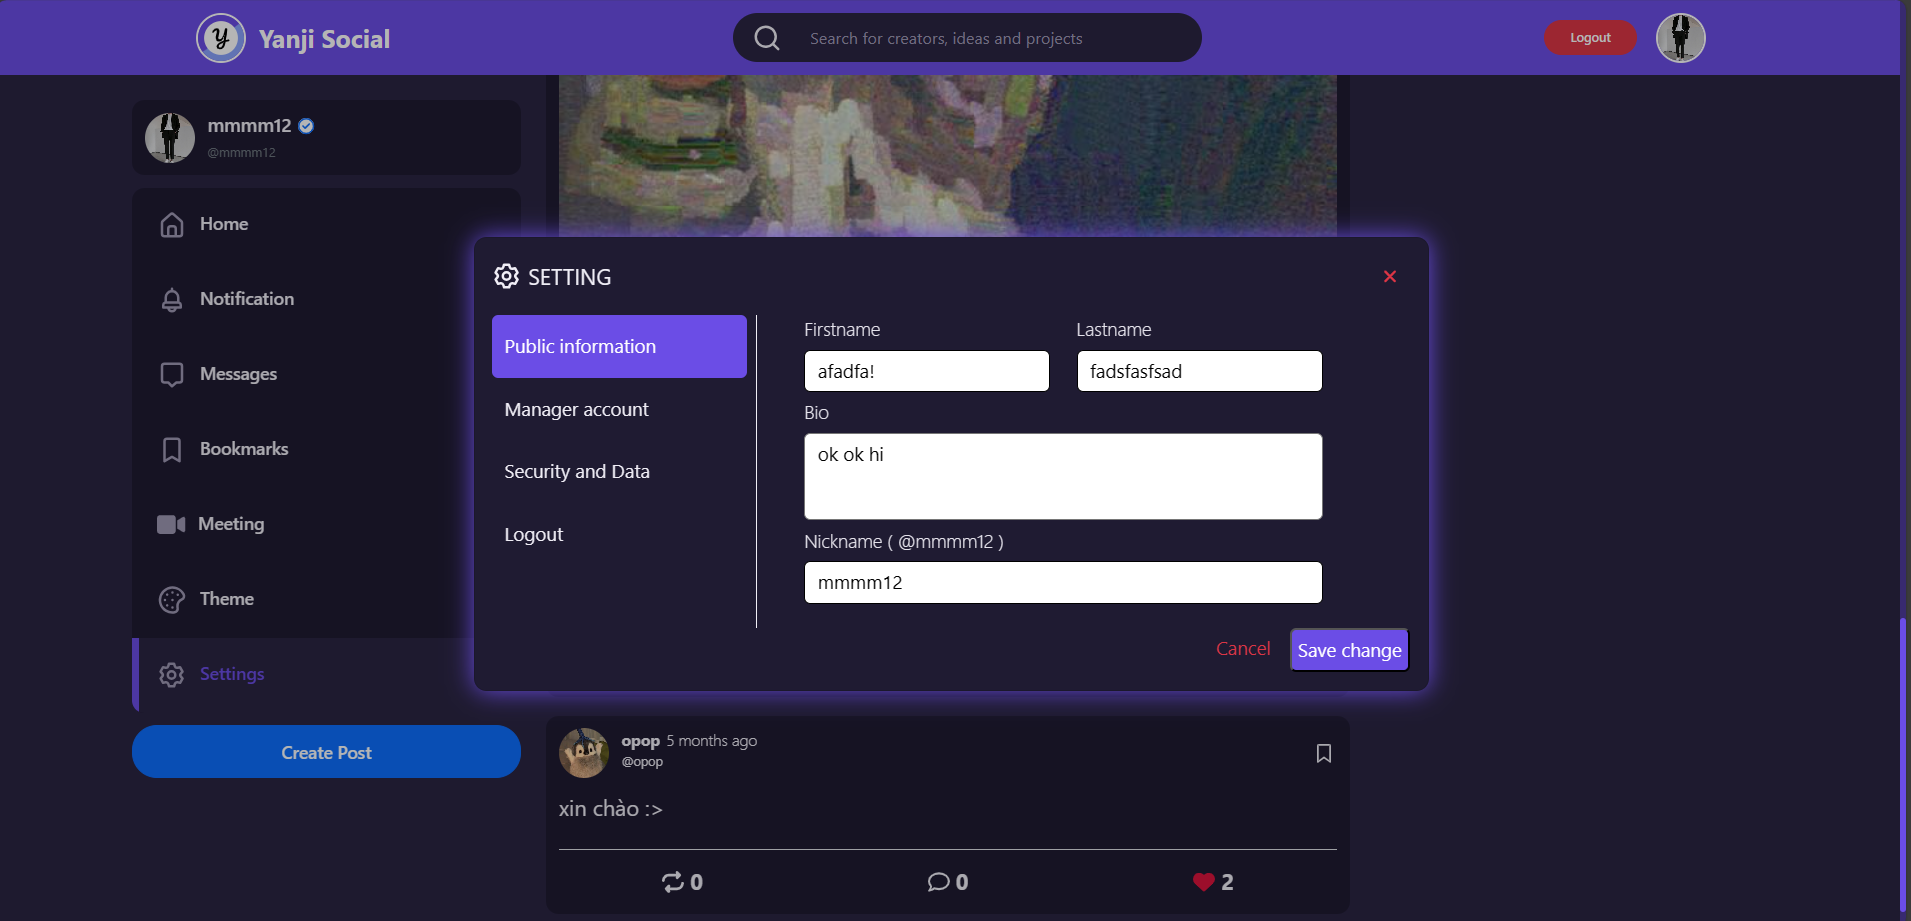 y Yanji Social
Search for creators, ideas and projects
Logout
mmmm12
@mmmm12
Home
Notification
Messages
Bookmarks
Meeting
Theme
Settings
Create Post
SETTING
Public information
Manager account
Security and Data
Logout
Firstname
Lastname
afadfa!
fadsfasfsad
Bio
ok ok hi
Nickname ( @mmmm12 )
mmmm12
Cancel
Save change
opop 5 months ago
@opop
xin chào :>
0
0
2